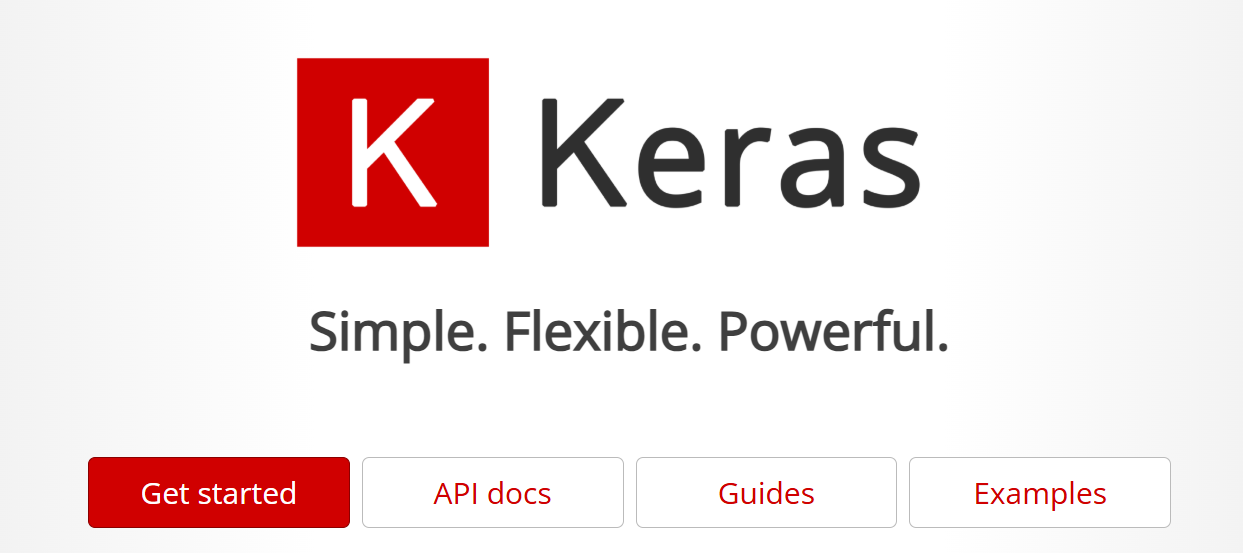 K Keras
Simple. Flexible. Powerful.
Get started API docs Guides Examples